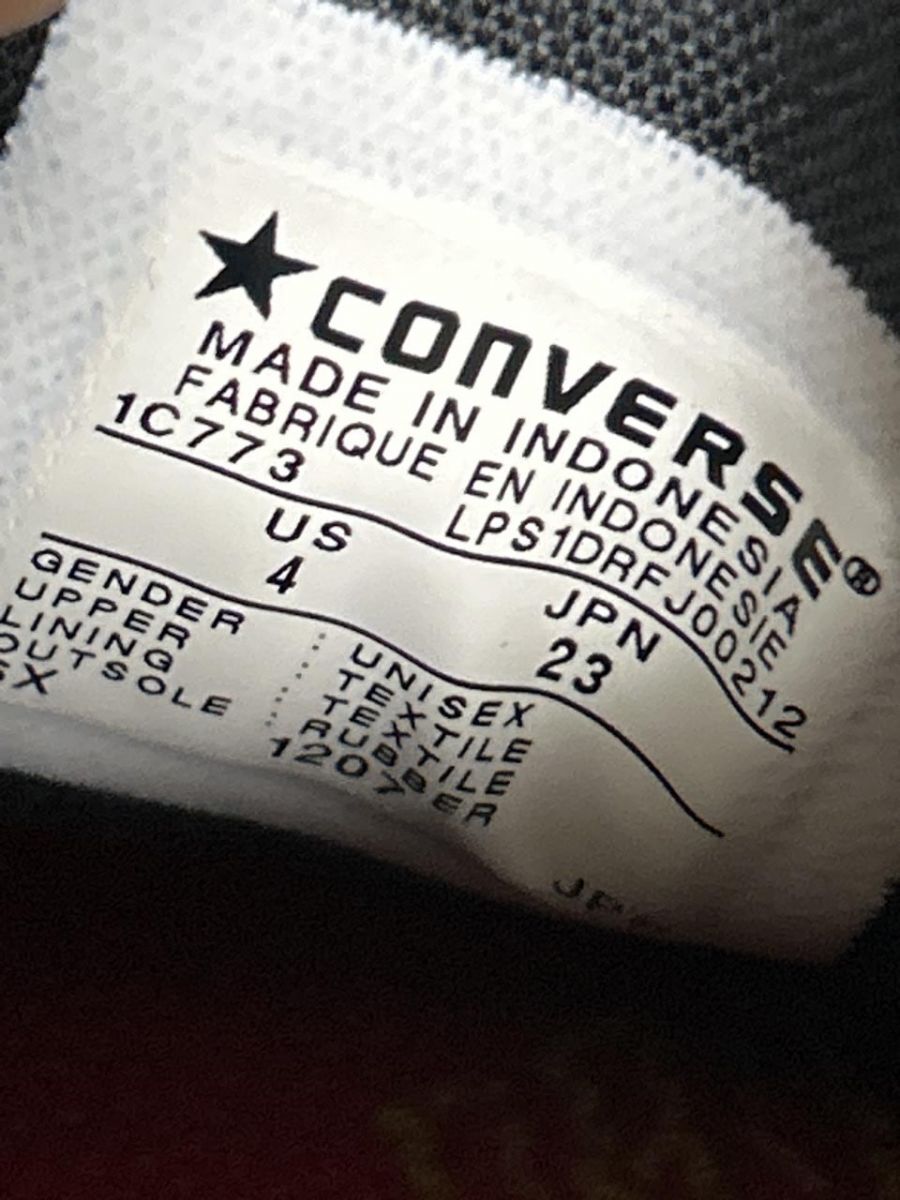 ★CONVERSE®
MADE IN INDONESIA
FABRIQUE EN INDONESIE
1C773 LPS1DRFJ00212
US JPN
4 23
GENDER UNISEX
UPPER TEXTILE
LINING TEXTILE
OUTSOLE RUBBER
EX 1207